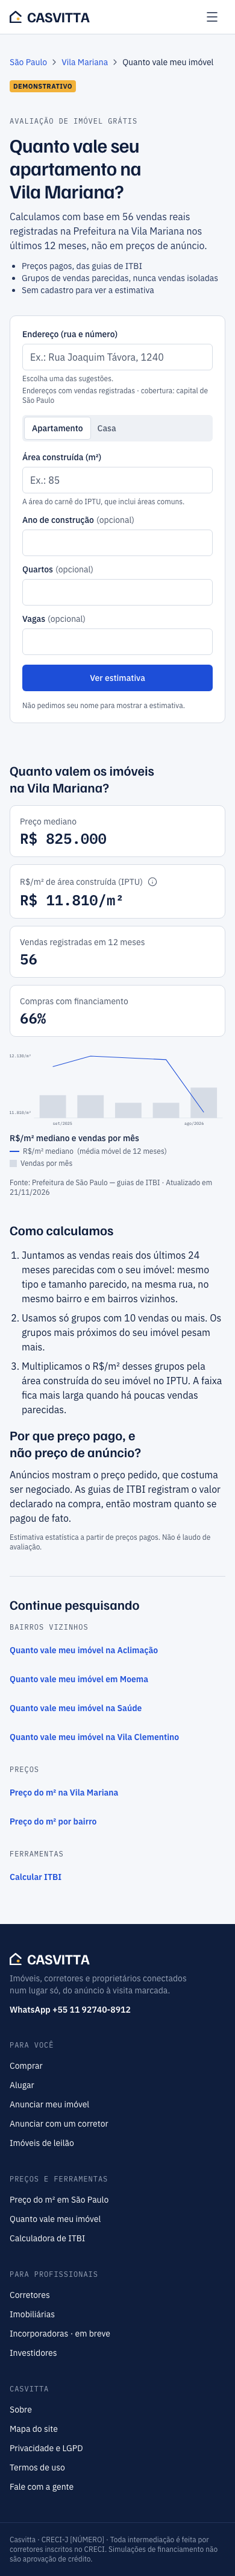 CASVITTA
São Paulo > Vila Mariana > Quanto vale meu imóvel
DEMONSTRATIVO
AVALIAÇÃO DE IMÓVEL GRÁTIS
Quanto vale seu
apartamento na
Vila Mariana?
Calculamos com base em 56 vendas reais
registradas na Prefeitura na Vila Mariana nos
últimos 12 meses, não em preços de anúncio.
• Preços pagos, das guias de ITBI
• Grupos de vendas parecidas, nunca vendas isoladas
• Sem cadastro para ver a estimativa
Endereço (rua e número)
Ex.: Rua Joaquim Távora, 1240
Escolha uma das sugestões.
Endereços com vendas registradas · cobertura: capital de
São Paulo
Apartamento Casa
Área construída (m²)
Ex.: 85
A área do carnê do IPTU, que inclui áreas comuns.
Ano de construção (opcional)
Quartos (opcional)
Vagas (opcional)
Ver estimativa
Não pedimos seu nome para mostrar a estimativa.
Quanto valem os imóveis
na Vila Mariana?
Preço mediano
R$ 825.000
R$/m² de área construída (IPTU)
R$ 11.810/m²
Vendas registradas em 12 meses
56
Compras com financiamento
66%
R$/m² mediano e vendas por mês
R$/m² mediano (média móvel de 12 meses)
Vendas por mês
Fonte: Prefeitura de São Paulo — guias de ITBI · Atualizado em
21/11/2026
Como calculamos
1. Juntamos as vendas reais dos últimos 24
meses parecidas com o seu imóvel: mesmo
tipo e tamanho parecido, na mesma rua, no
mesmo bairro e em bairros vizinhos.
2. Usamos só grupos com 10 vendas ou mais. Os
grupos mais próximos do seu imóvel pesam
mais.
3. Multiplicamos o R$/m² desses grupos pela
área construída do seu imóvel no IPTU. A faixa
fica mais larga quando há poucas vendas
parecidas.
Por que preço pago, e
não preço de anúncio?
Anúncios mostram o preço pedido, que costuma
ser negociado. As guias de ITBI registram o valor
declarado na compra, então mostram quanto se
pagou de fato.
Estimativa estatística a partir de preços pagos. Não é laudo de
avaliação.
Continue pesquisando
BAIRROS VIZINHOS
Quanto vale meu imóvel na Aclimação
Quanto vale meu imóvel em Moema
Quanto vale meu imóvel na Saúde
Quanto vale meu imóvel na Vila Clementino
PREÇOS
Preço do m² na Vila Mariana
Preço do m² por bairro
FERRAMENTAS
Calcular ITBI
CASVITTA
Imóveis, corretores e proprietários conectados
num lugar só, do anúncio à visita marcada.
WhatsApp +55 11 92740-8912
PARA VOCÊ
Comprar
Alugar
Anunciar meu imóvel
Anunciar com um corretor
Imóveis de leilão
PREÇOS E FERRAMENTAS
Preço do m² em São Paulo
Quanto vale meu imóvel
Calculadora de ITBI
PARA PROFISSIONAIS
Corretores
Imobiliárias
Incorporadoras · em breve
Investidores
CASVITTA
Sobre
Mapa do site
Privacidade e LGPD
Termos de uso
Fale com a gente
Casvitta · CRECI-J [NÚMERO] · Toda intermediação é feita por
corretores inscritos no CRECI. Simulações de financiamento não
são aprovação de crédito.